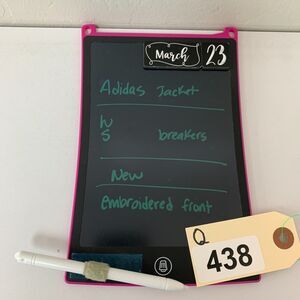 March 23
Adidas Jacket
W
S breakers
New
embroidered front
Q
438